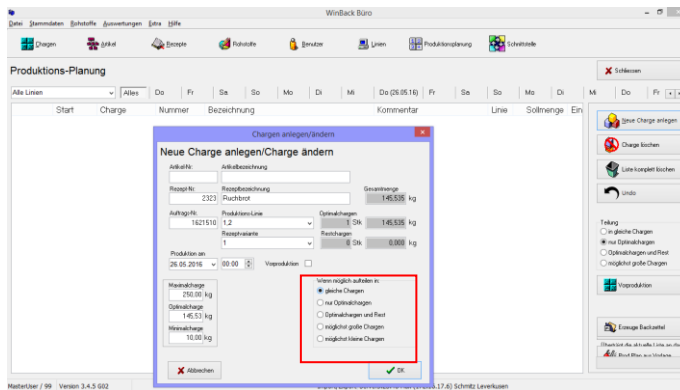 WinBack Büro
Datei Stammdaten Rohstoffe Auswertungen Extra Hilfe
Chargen Artikel Rezepte Rohstoffe Benutzer Linien Produktionsplanung Schnittstelle
Produktions-Planung
Schliessen
Alle Linien Alles Do Fr Sa So Mo Di Mi Do (26.05.16) Fr Sa So Mo Di Mi Do Fr
Start Charge Nummer Bezeichnung Kommentar Linie Sollmenge Ein
Neue Charge anlegen
Charge löschen
Liste komplett löschen
Undo
Teilung
in gleiche Chargen
nur Optimalchargen
Optimalchargen und Rest
möglichst große Chargen
Vorproduktion
Erzeuge Backzettel
Chargen anlegen/ändern
Neue Charge anlegen/Charge ändern
Artikel-Nr. Artikelbezeichnung
Rezept-Nr. Rezeptbezeichnung Gesamtmenge
2323 Ruchbrot 145,535 kg
Auftrags-Nr. Produktions-Linie Optimalchargen
1621510 1,2 1 Stk 145,535 kg
Rezeptvariante Restchargen
1 0 Stk 0,000 kg
Produktion am
26.05.2016 00:00 Vorproduktion
Maximalcharge
250,00 kg
Optimalcharge
145,53 kg
Minimalcharge
10,00 kg
Wenn möglich aufteilen in:
gleiche Chargen
nur Optimalchargen
Optimalchargen und Rest
möglichst große Chargen
möglichst kleine Chargen
Abbrechen OK
MasterUser / 99 Version 3.4.5 G02 Schmitz Leverkusen